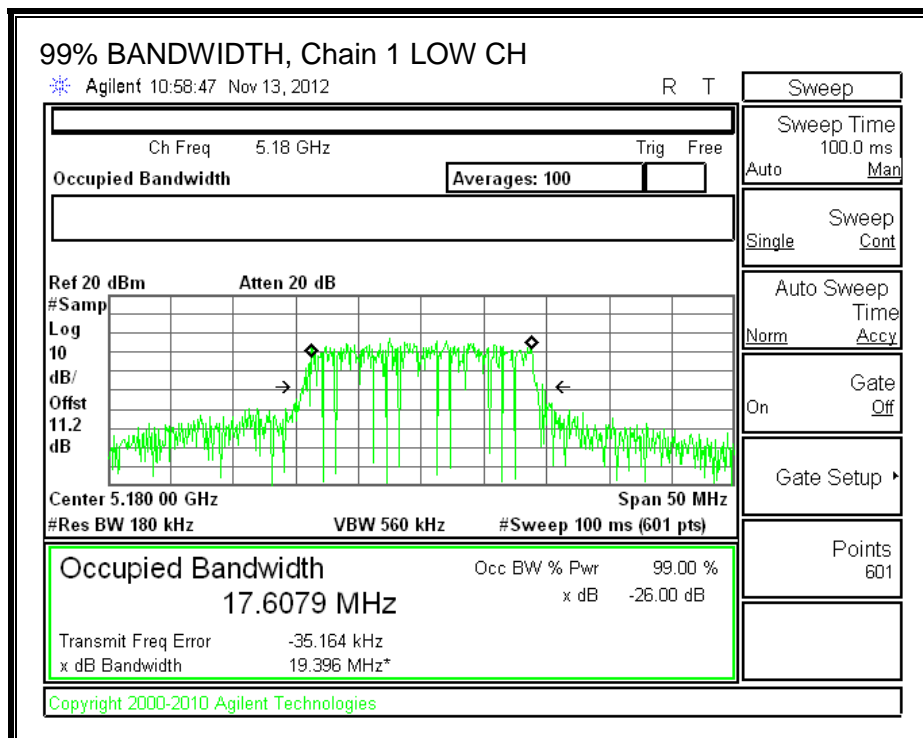 99% BANDWIDTH, Chain 1 LOW CH
Agilent 10:58:47 Nov 13, 2012 R T
Ch Freq 5.18 GHz Trig Free
Occupied Bandwidth Averages: 100
Ref 20 dBm Atten 20 dB
#Samp
Log
10
dB/
Offst
11.2
dB
Center 5.180 00 GHz Span 50 MHz
#Res BW 180 kHz VBW 560 kHz #Sweep 100 ms (601 pts)
Occupied Bandwidth
17.6079 MHz
Occ BW % Pwr 99.00 %
x dB -26.00 dB
Transmit Freq Error -35.164 kHz
x dB Bandwidth 19.396 MHz*
Copyright 2000-2010 Agilent Technologies
Sweep
Sweep Time
100.0 ms
Auto Man
Sweep
Single Cont
Auto Sweep
Time
Norm Accy
Gate
On Off
Gate Setup
Points
601